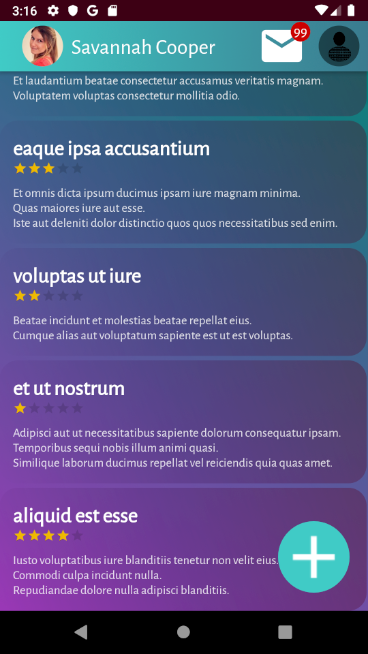 3:16
G
Savannah Cooper
99
Et laudantium beatae consectetur accusamus veritatis magnam.
Voluptatem voluptas consectetur mollitia odio.
eaque ipsa accusantium
Et omnis dicta ipsum ducimus ipsam iure magnam minima.
Quas maiores iure aut esse.
Iste aut deleniti dolor distinctio quos quos necessitatibus sed enim.
voluptas ut iure
Beatae incidunt et molestias beatae repellat eius.
Cumque alias aut voluptatum sapiente est ut est voluptas.
et ut nostrum
Adipisci aut ut necessitatibus sapiente dolorum consequatur ipsam.
Temporibus sequi nobis illum animi quasi.
Similique laborum ducimus repellat vel reiciendis quia quas amet.
aliquid est esse
Iusto voluptatibus iure blanditiis tenetur non velit eius.
Commodi culpa incidunt nulla.
Repudiandae dolore nulla adipisci blanditiis.